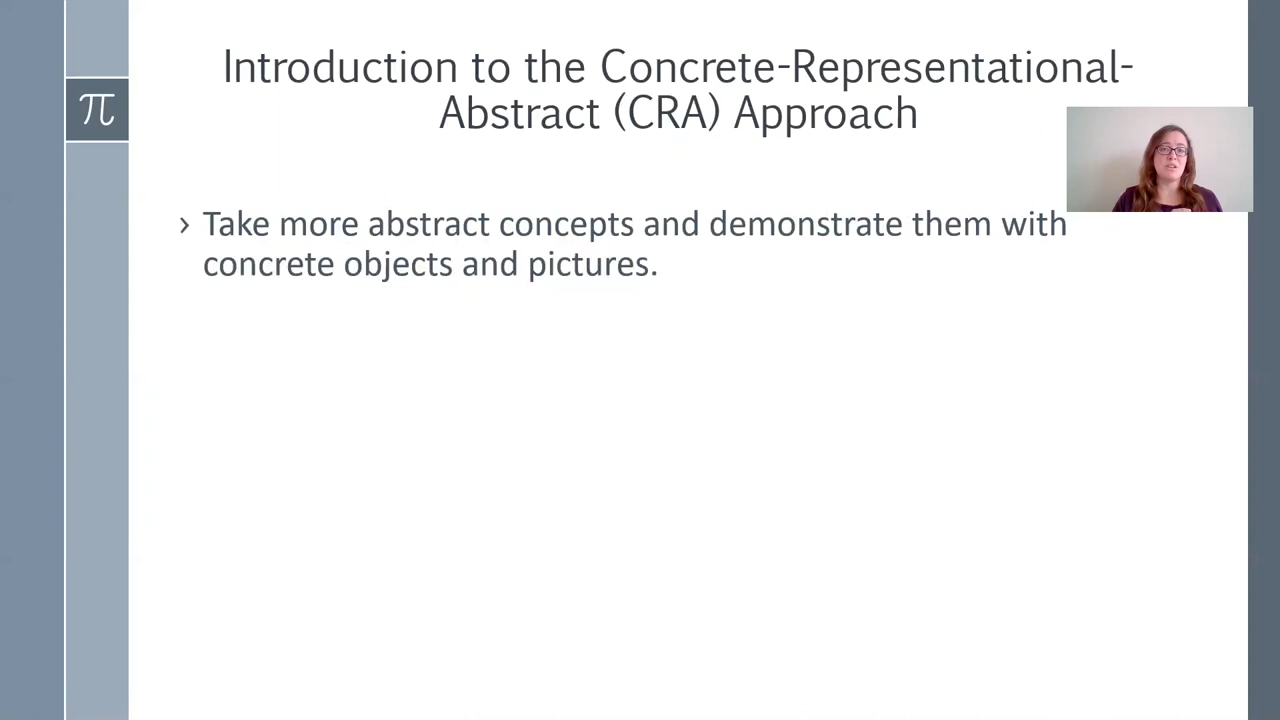 Introduction to the Concrete-Representational-
Abstract (CRA) Approach
π
› Take more abstract concepts and demonstrate them with
concrete objects and pictures.